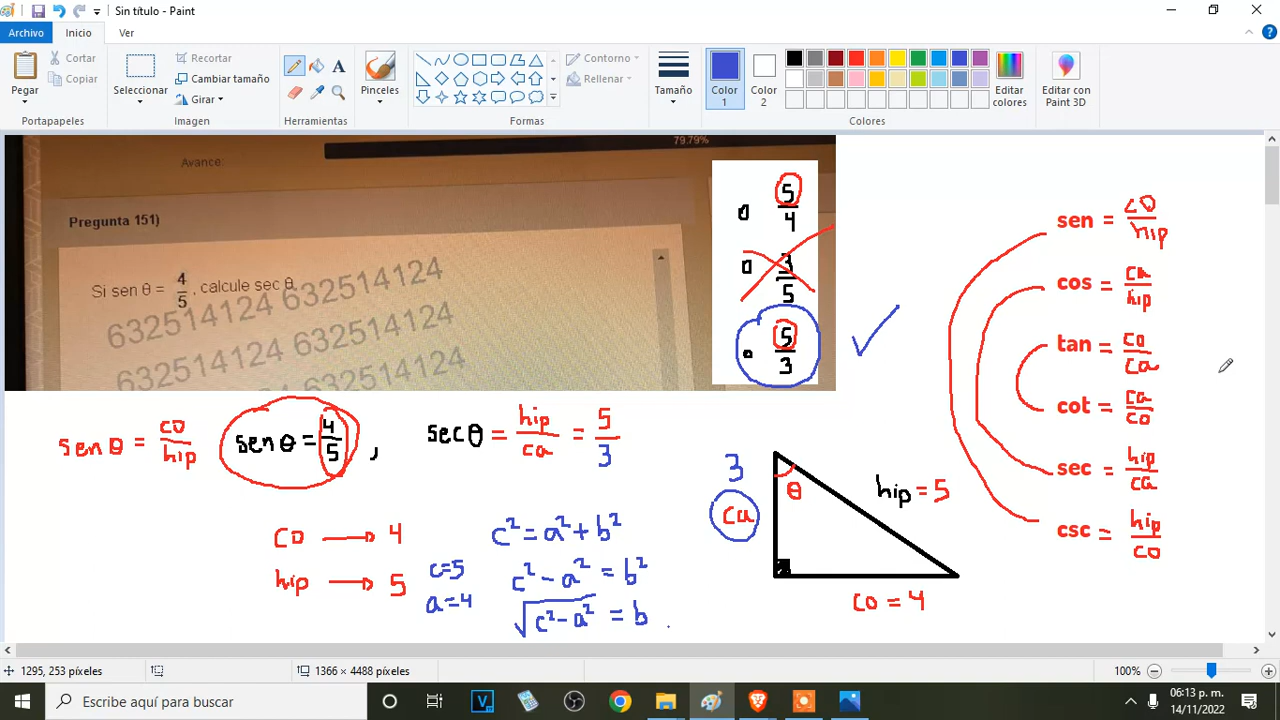 Sin título - Paint
Archivo Inicio Ver
Pegar
Cortar
Copiar
Portapapeles
Seleccionar
Recortar
Cambiar tamaño
Girar
Imagen
A
Herramientas
Pinceles
Contorno
Rellenar
Formas
Tamaño
Color 1
Color 2
Editar colores
Colores
Editar con Paint 3D
Avance:
79.79%
Pregunta 151)
Si sen θ = 4/5, calcule sec θ
632514124 632514124
632514124 632514124
632514124 632514124
5/4
3/5
5/3
sen = co/hip
cos = ca/hip
tan = co/ca
cot = ca/co
sec = hip/ca
csc = hip/co
sen θ = co/hip
sen θ = 4/5 ,
sec θ = hip/ca = 5/3
co → 4
hip → 5
c=5
a=4
c² = a² + b²
c² - a² = b²
√c² - a² = b
3
ca
θ
hip = 5
co = 4
1295, 253 píxeles
1366 × 4488 píxeles
100%
Escribe aquí para buscar
06:13 p. m.
14/11/2022